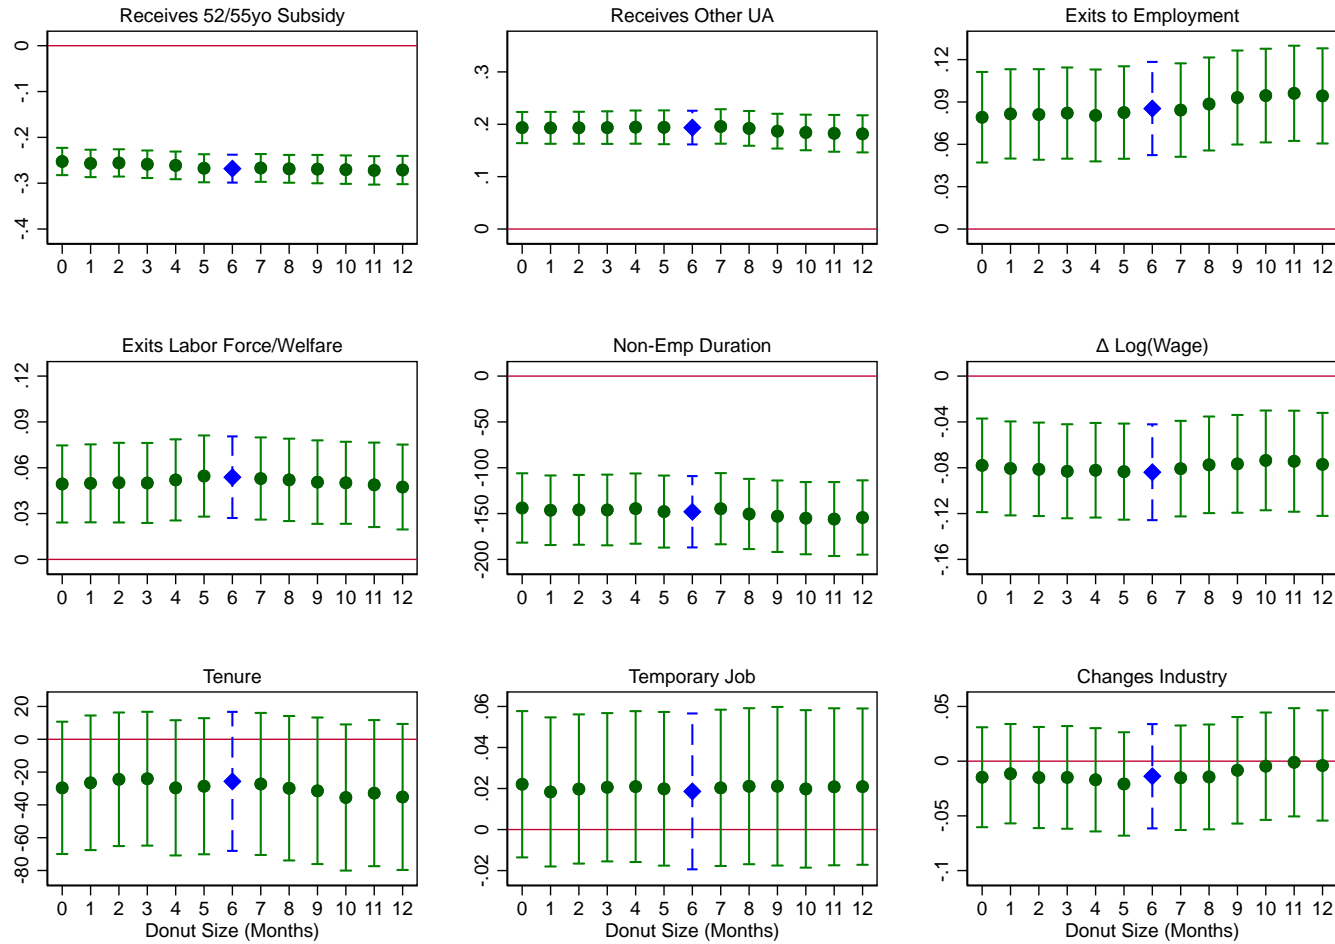 Receives 52/55yo Subsidy
0
-.1
-.2
-.3
-.4
0 1 2 3 4 5 6 7 8 9 10 11 12
Receives Other UA
.3
.2
.1
0
0 1 2 3 4 5 6 7 8 9 10 11 12
Exits to Employment
.12
.09
.06
.03
0
0 1 2 3 4 5 6 7 8 9 10 11 12
Exits Labor Force/Welfare
.12
.09
.06
.03
0
0 1 2 3 4 5 6 7 8 9 10 11 12
Non-Emp Duration
0
-50
-100
-150
-200
0 1 2 3 4 5 6 7 8 9 10 11 12
Δ Log(Wage)
0
-.04
-.08
-.12
-.16
0 1 2 3 4 5 6 7 8 9 10 11 12
Tenure
20
0
-20
-40
-60
-80
0 1 2 3 4 5 6 7 8 9 10 11 12
Donut Size (Months)
Temporary Job
.06
.04
.02
0
-.02
0 1 2 3 4 5 6 7 8 9 10 11 12
Donut Size (Months)
Changes Industry
.05
0
-.05
-.1
0 1 2 3 4 5 6 7 8 9 10 11 12
Donut Size (Months)